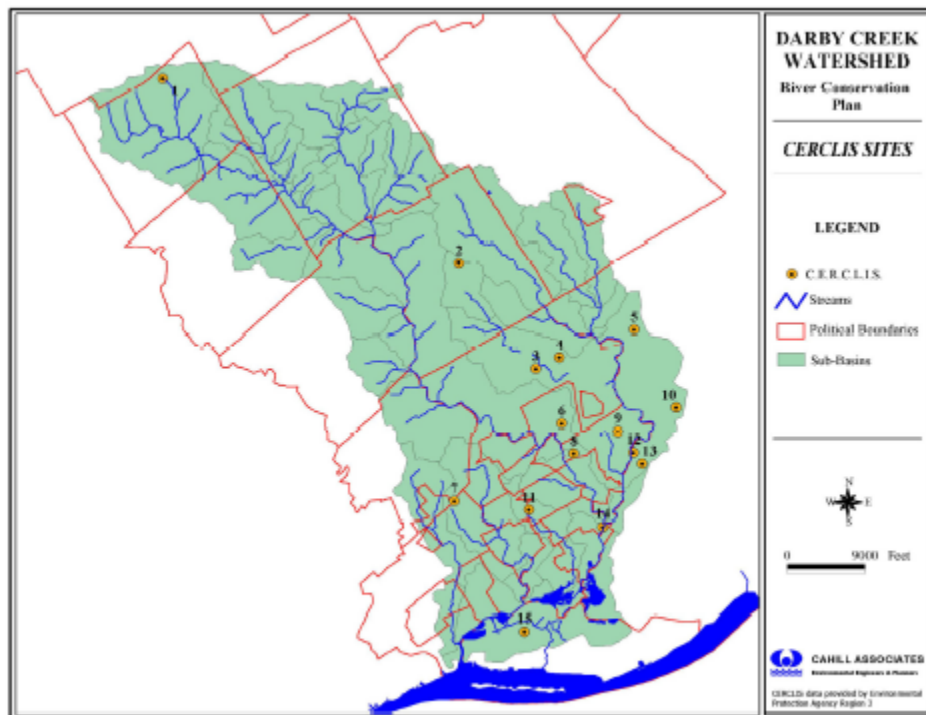 DARBY CREEK
WATERSHED
River Conservation
Plan
CERCLIS SITES
LEGEND
C.E.R.C.L.I.S.
Streams
Political Boundaries
Sub-Basins
N
W E
S
0 9000 Feet
CAHILL ASSOCIATES
Environmental Engineers & Planners
CERCLIS data provided by Environmental
Protection Agency Region 3
1
2
5
4
3
10
6
9
8
12
13
7
11
14
15